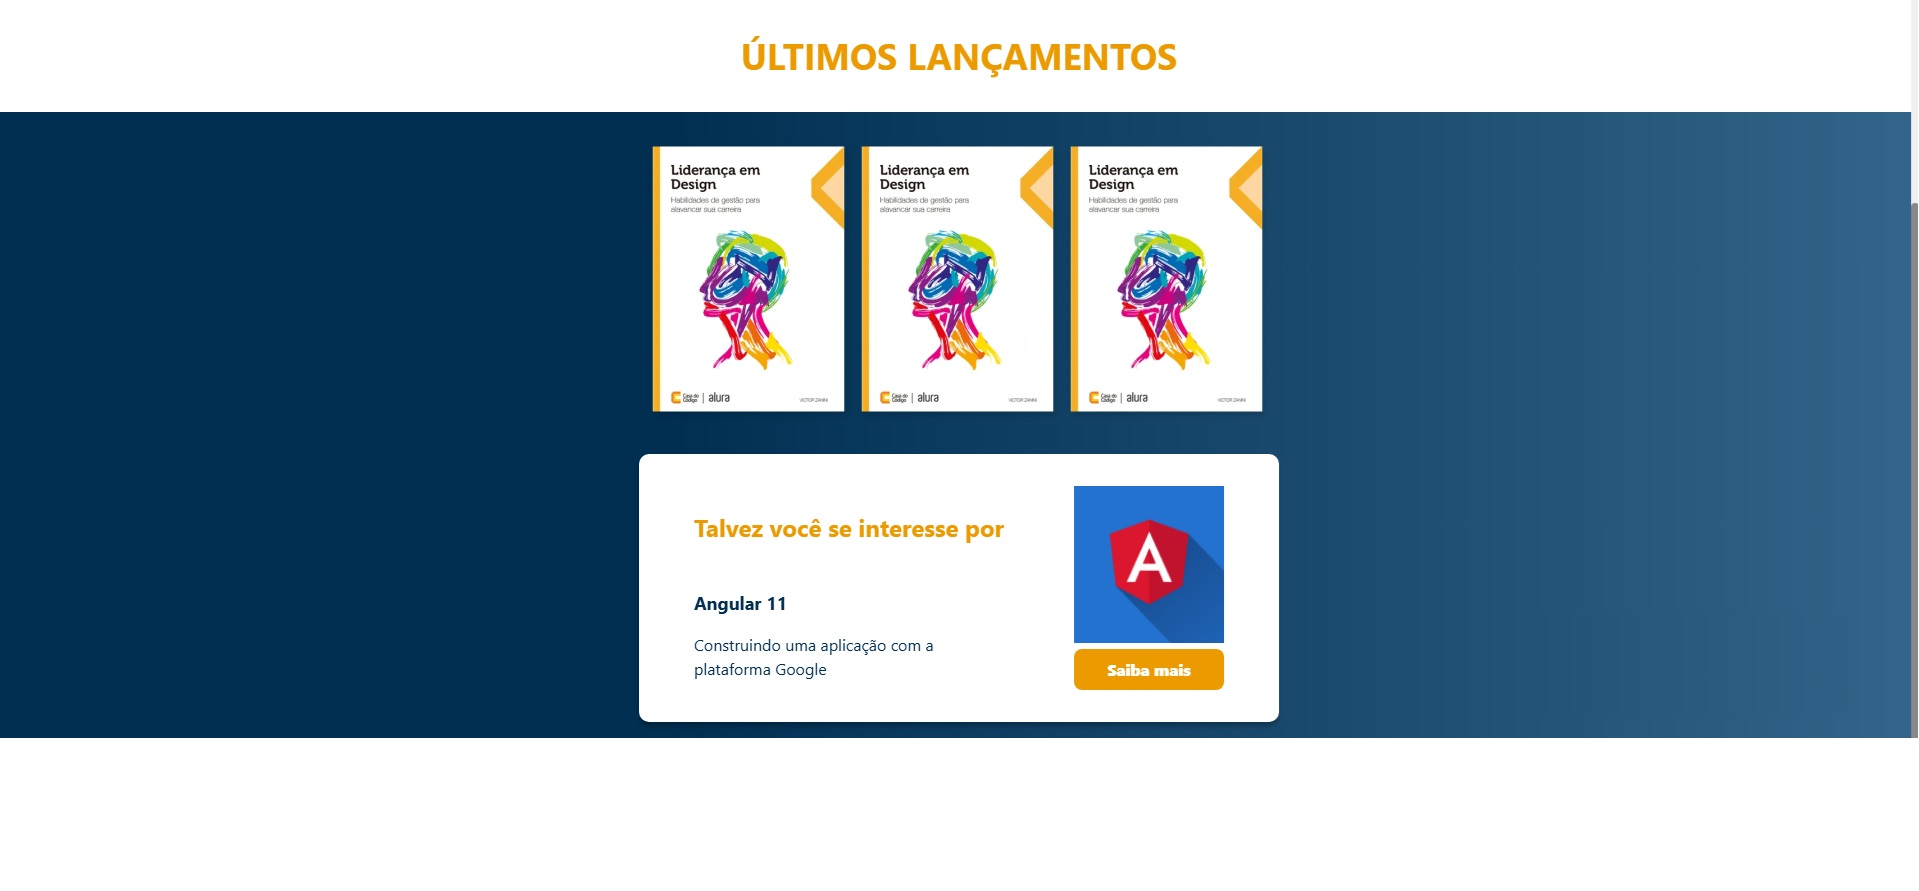 ÚLTIMOS LANÇAMENTOS
Liderança em
Design
Habilidades de gestão para
alavancar sua carreira
Casa do
Código
alura
VICTOR ZANINI
Liderança em
Design
Habilidades de gestão para
alavancar sua carreira
Casa do
Código
alura
VICTOR ZANINI
Liderança em
Design
Habilidades de gestão para
alavancar sua carreira
Casa do
Código
alura
VICTOR ZANINI
Talvez você se interesse por
Angular 11
Construindo uma aplicação com a
plataforma Google
A
Saiba mais